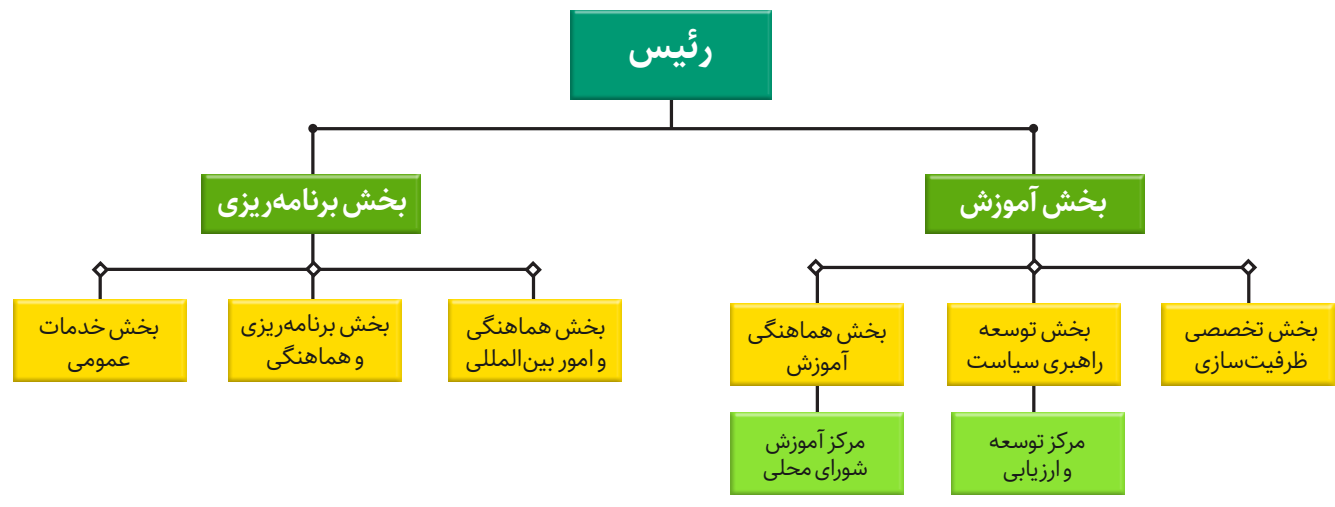 رئیس
بخش آموزش
بخش برنامه‌ریزی
بخش تخصصی
ظرفیت‌سازی
بخش توسعه
راهبری سیاست
بخش هماهنگی
آموزش
بخش هماهنگی
و امور بین‌المللی
بخش برنامه‌ریزی
و هماهنگی
بخش خدمات
عمومی
مرکز توسعه
و ارزیابی
مرکز آموزش
شورای محلی